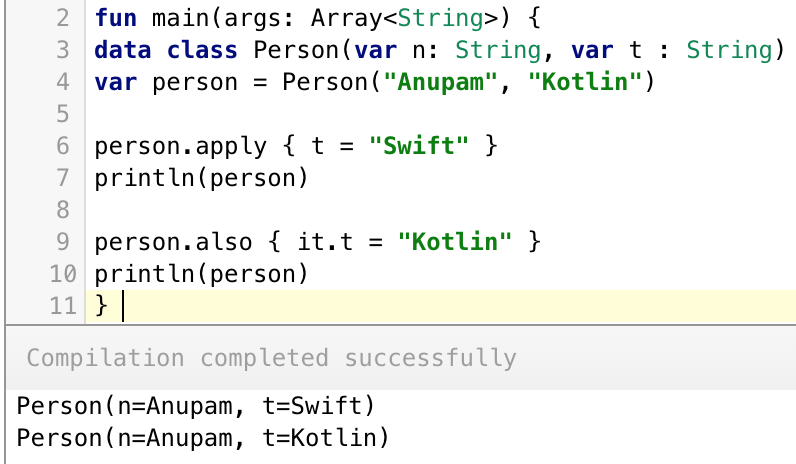 2 fun main(args: Array<String>) {
3 data class Person(var n: String, var t : String)
4 var person = Person("Anupam", "Kotlin")
5
6 person.apply { t = "Swift" }
7 println(person)
8
9 person.also { it.t = "Kotlin" }
10 println(person)
11 }
Compilation completed successfully
Person(n=Anupam, t=Swift)
Person(n=Anupam, t=Kotlin)